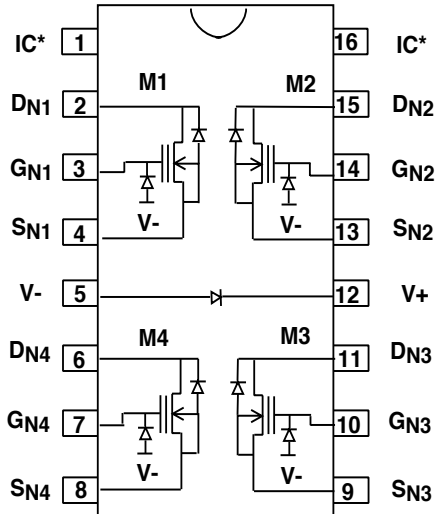 IC* 1 16 IC*
DN1 2 M1 M2 15 DN2
GN1 3 14 GN2
V- V-
SN1 4 13 SN2
V- 5 12 V+
DN4 6 M4 M3 11 DN3
GN4 7 10 GN3
V- V-
SN4 8 9 SN3